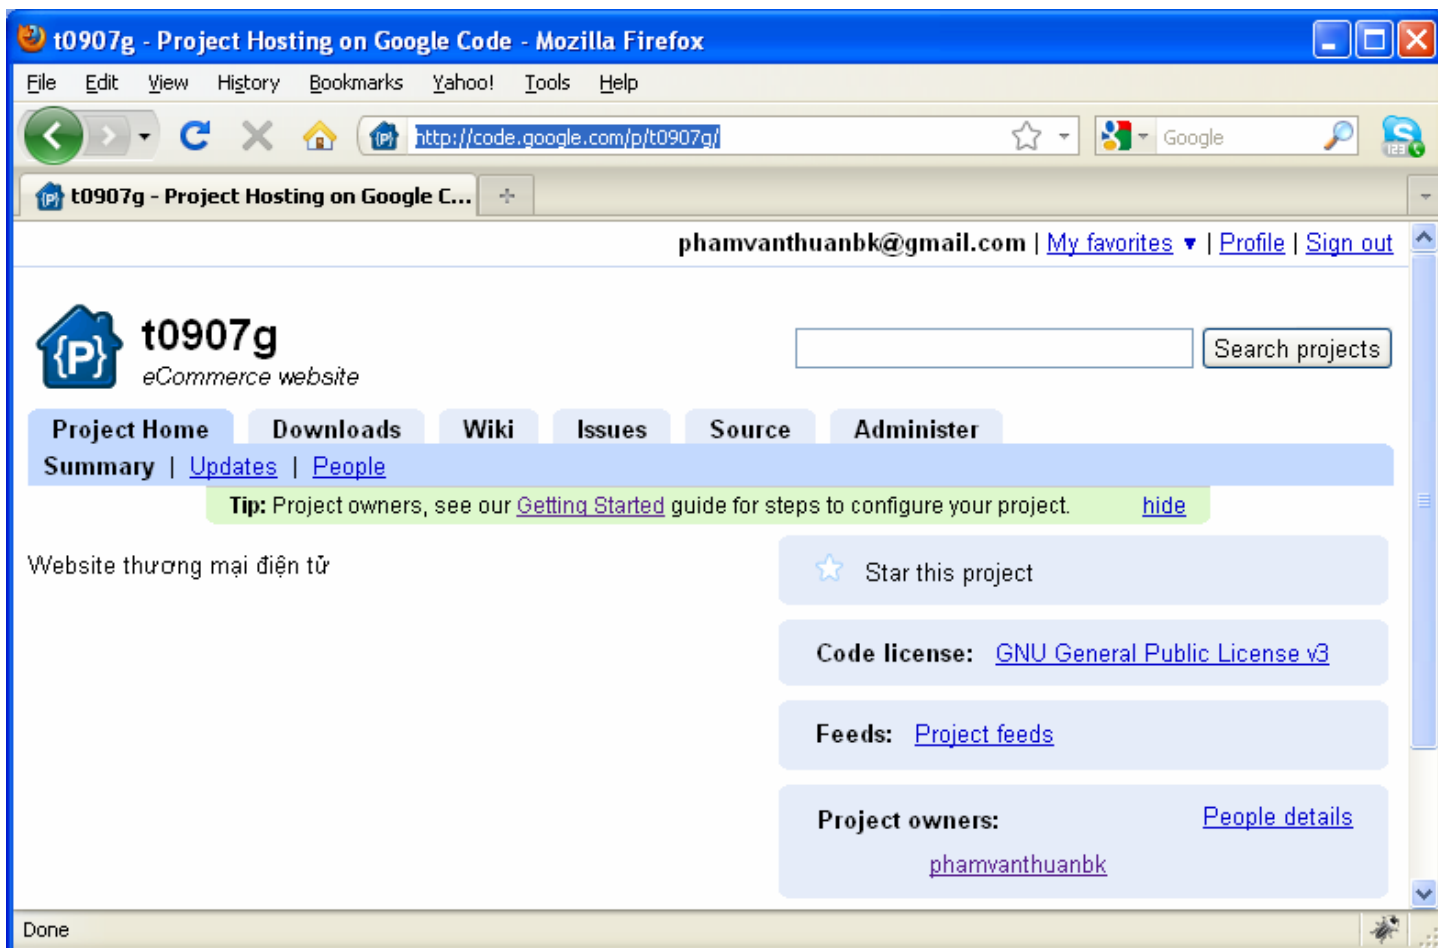 t0907g - Project Hosting on Google Code - Mozilla Firefox
File Edit View History Bookmarks Yahoo! Tools Help
http://code.google.com/p/t0907g/ Google
123
t0907g - Project Hosting on Google C...
phamvanthuanbk@gmail.com | My favorites ▼ | Profile | Sign out
{P} t0907g
eCommerce website
Search projects
Project Home Downloads Wiki Issues Source Administer
Summary | Updates | People
Tip: Project owners, see our Getting Started guide for steps to configure your project. hide
Website thương mại điện tử
Star this project
Code license: GNU General Public License v3
Feeds: Project feeds
Project owners: People details
phamvanthuanbk
Done